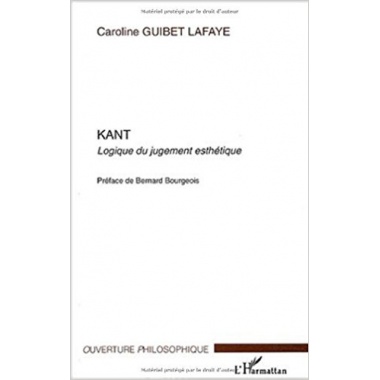 Matériel protégé par le droit d'auteur
Caroline GUIBET LAFAYE
KANT
Logique du jugement esthétique
Préface de Bernard Bourgeois
OUVERTURE PHILOSOPHIQUE
L'Harmattan
Matériel protégé par le droit d'auteur